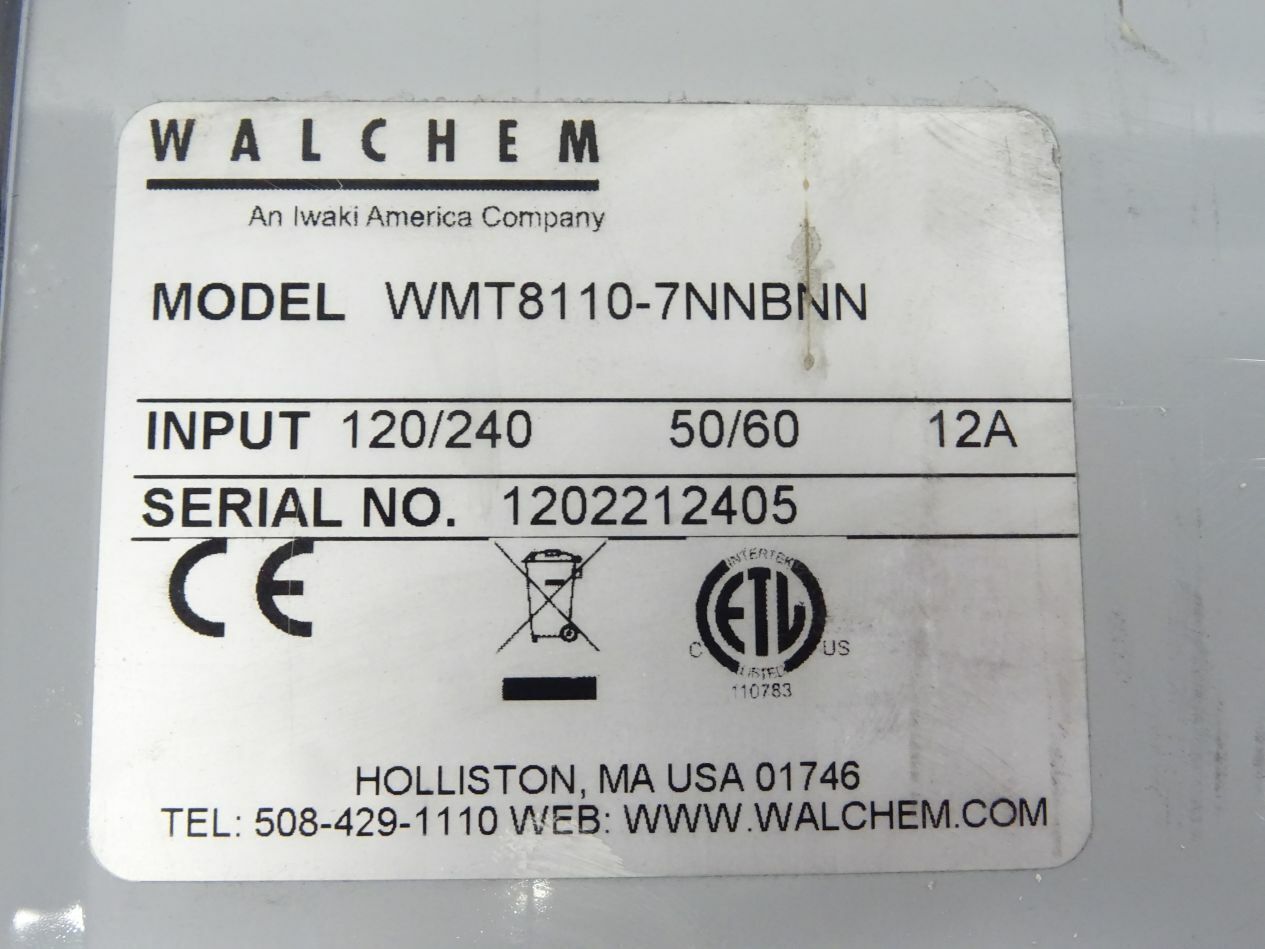 WALCHEM
An Iwaki America Company
MODEL WMT8110-7NNBNN
INPUT 120/240 50/60 12A
SERIAL NO. 1202212405
CE
INTERTEK
ETL
C US
LISTED
110783
HOLLISTON, MA USA 01746
TEL: 508-429-1110 WEB: WWW.WALCHEM.COM